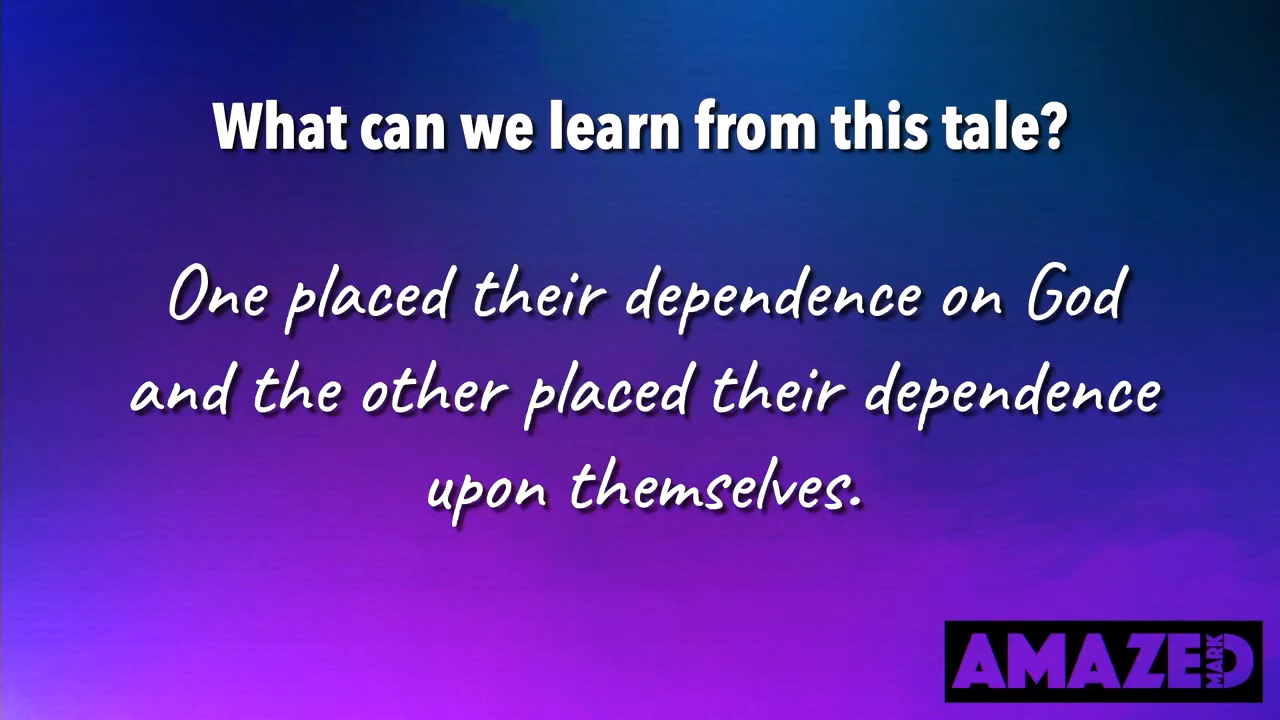 What can we learn from this tale?
One placed their dependence on God
and the other placed their dependence
upon themselves.
AMAZED
MARK